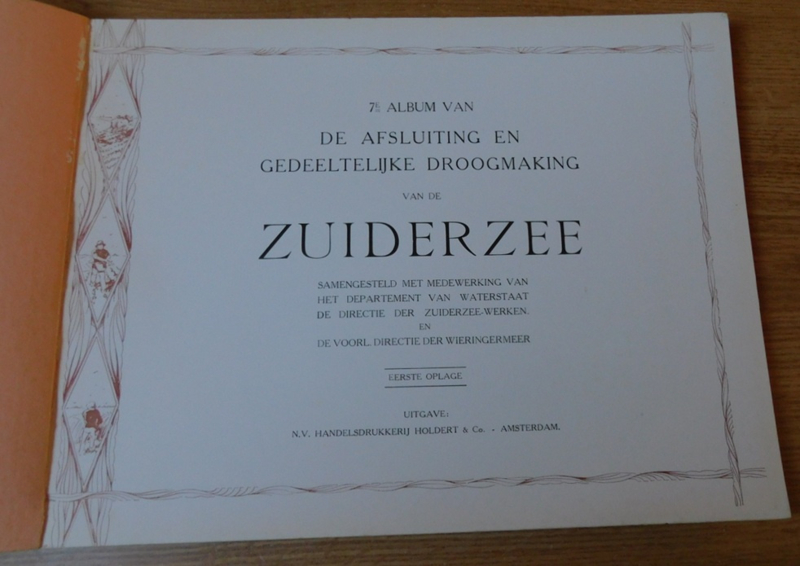 7E ALBUM VAN
DE AFSLUITING EN
GEDEELTELIJKE DROOGMAKING
VAN DE
ZUIDERZEE
SAMENGESTELD MET MEDEWERKING VAN
HET DEPARTEMENT VAN WATERSTAAT
DE DIRECTIE DER ZUIDERZEE-WERKEN.
EN
DE VOORL. DIRECTIE DER WIERINGERMEER
EERSTE OPLAGE
UITGAVE:
N.V. HANDELSDRUKKERIJ HOLDERT & Co. - AMSTERDAM.